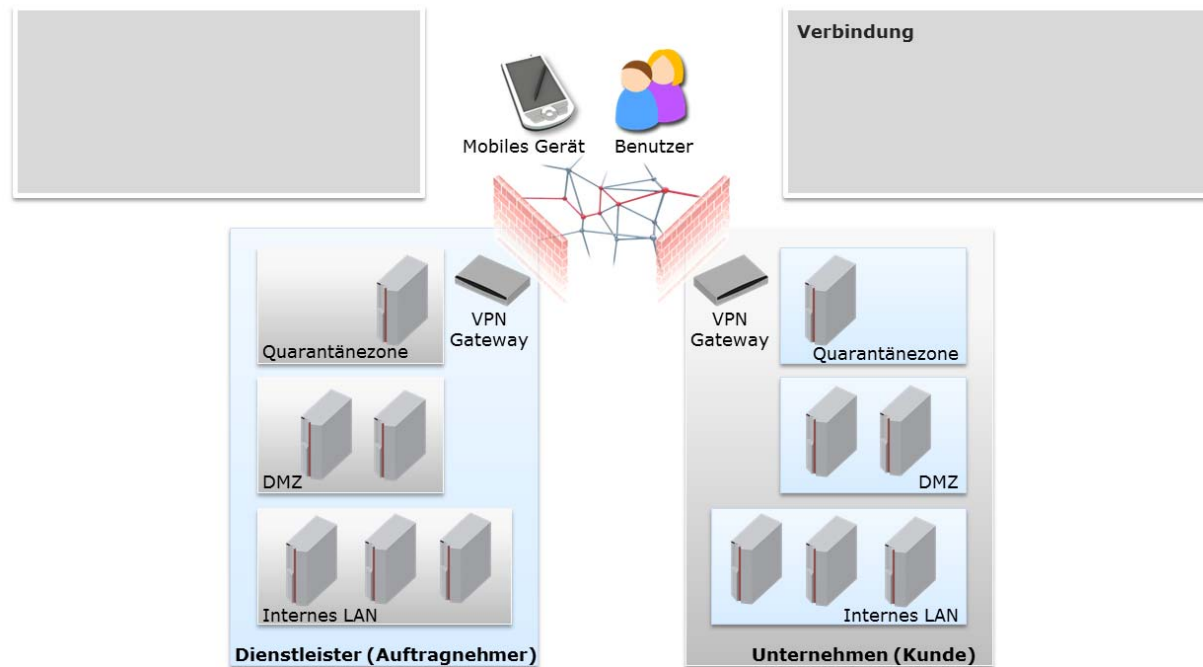 Verbindung
Mobiles Gerät
Benutzer
VPN
Gateway
Quarantänezone
DMZ
Internes LAN
Dienstleister (Auftragnehmer)
VPN
Gateway
Quarantänezone
DMZ
Internes LAN
Unternehmen (Kunde)